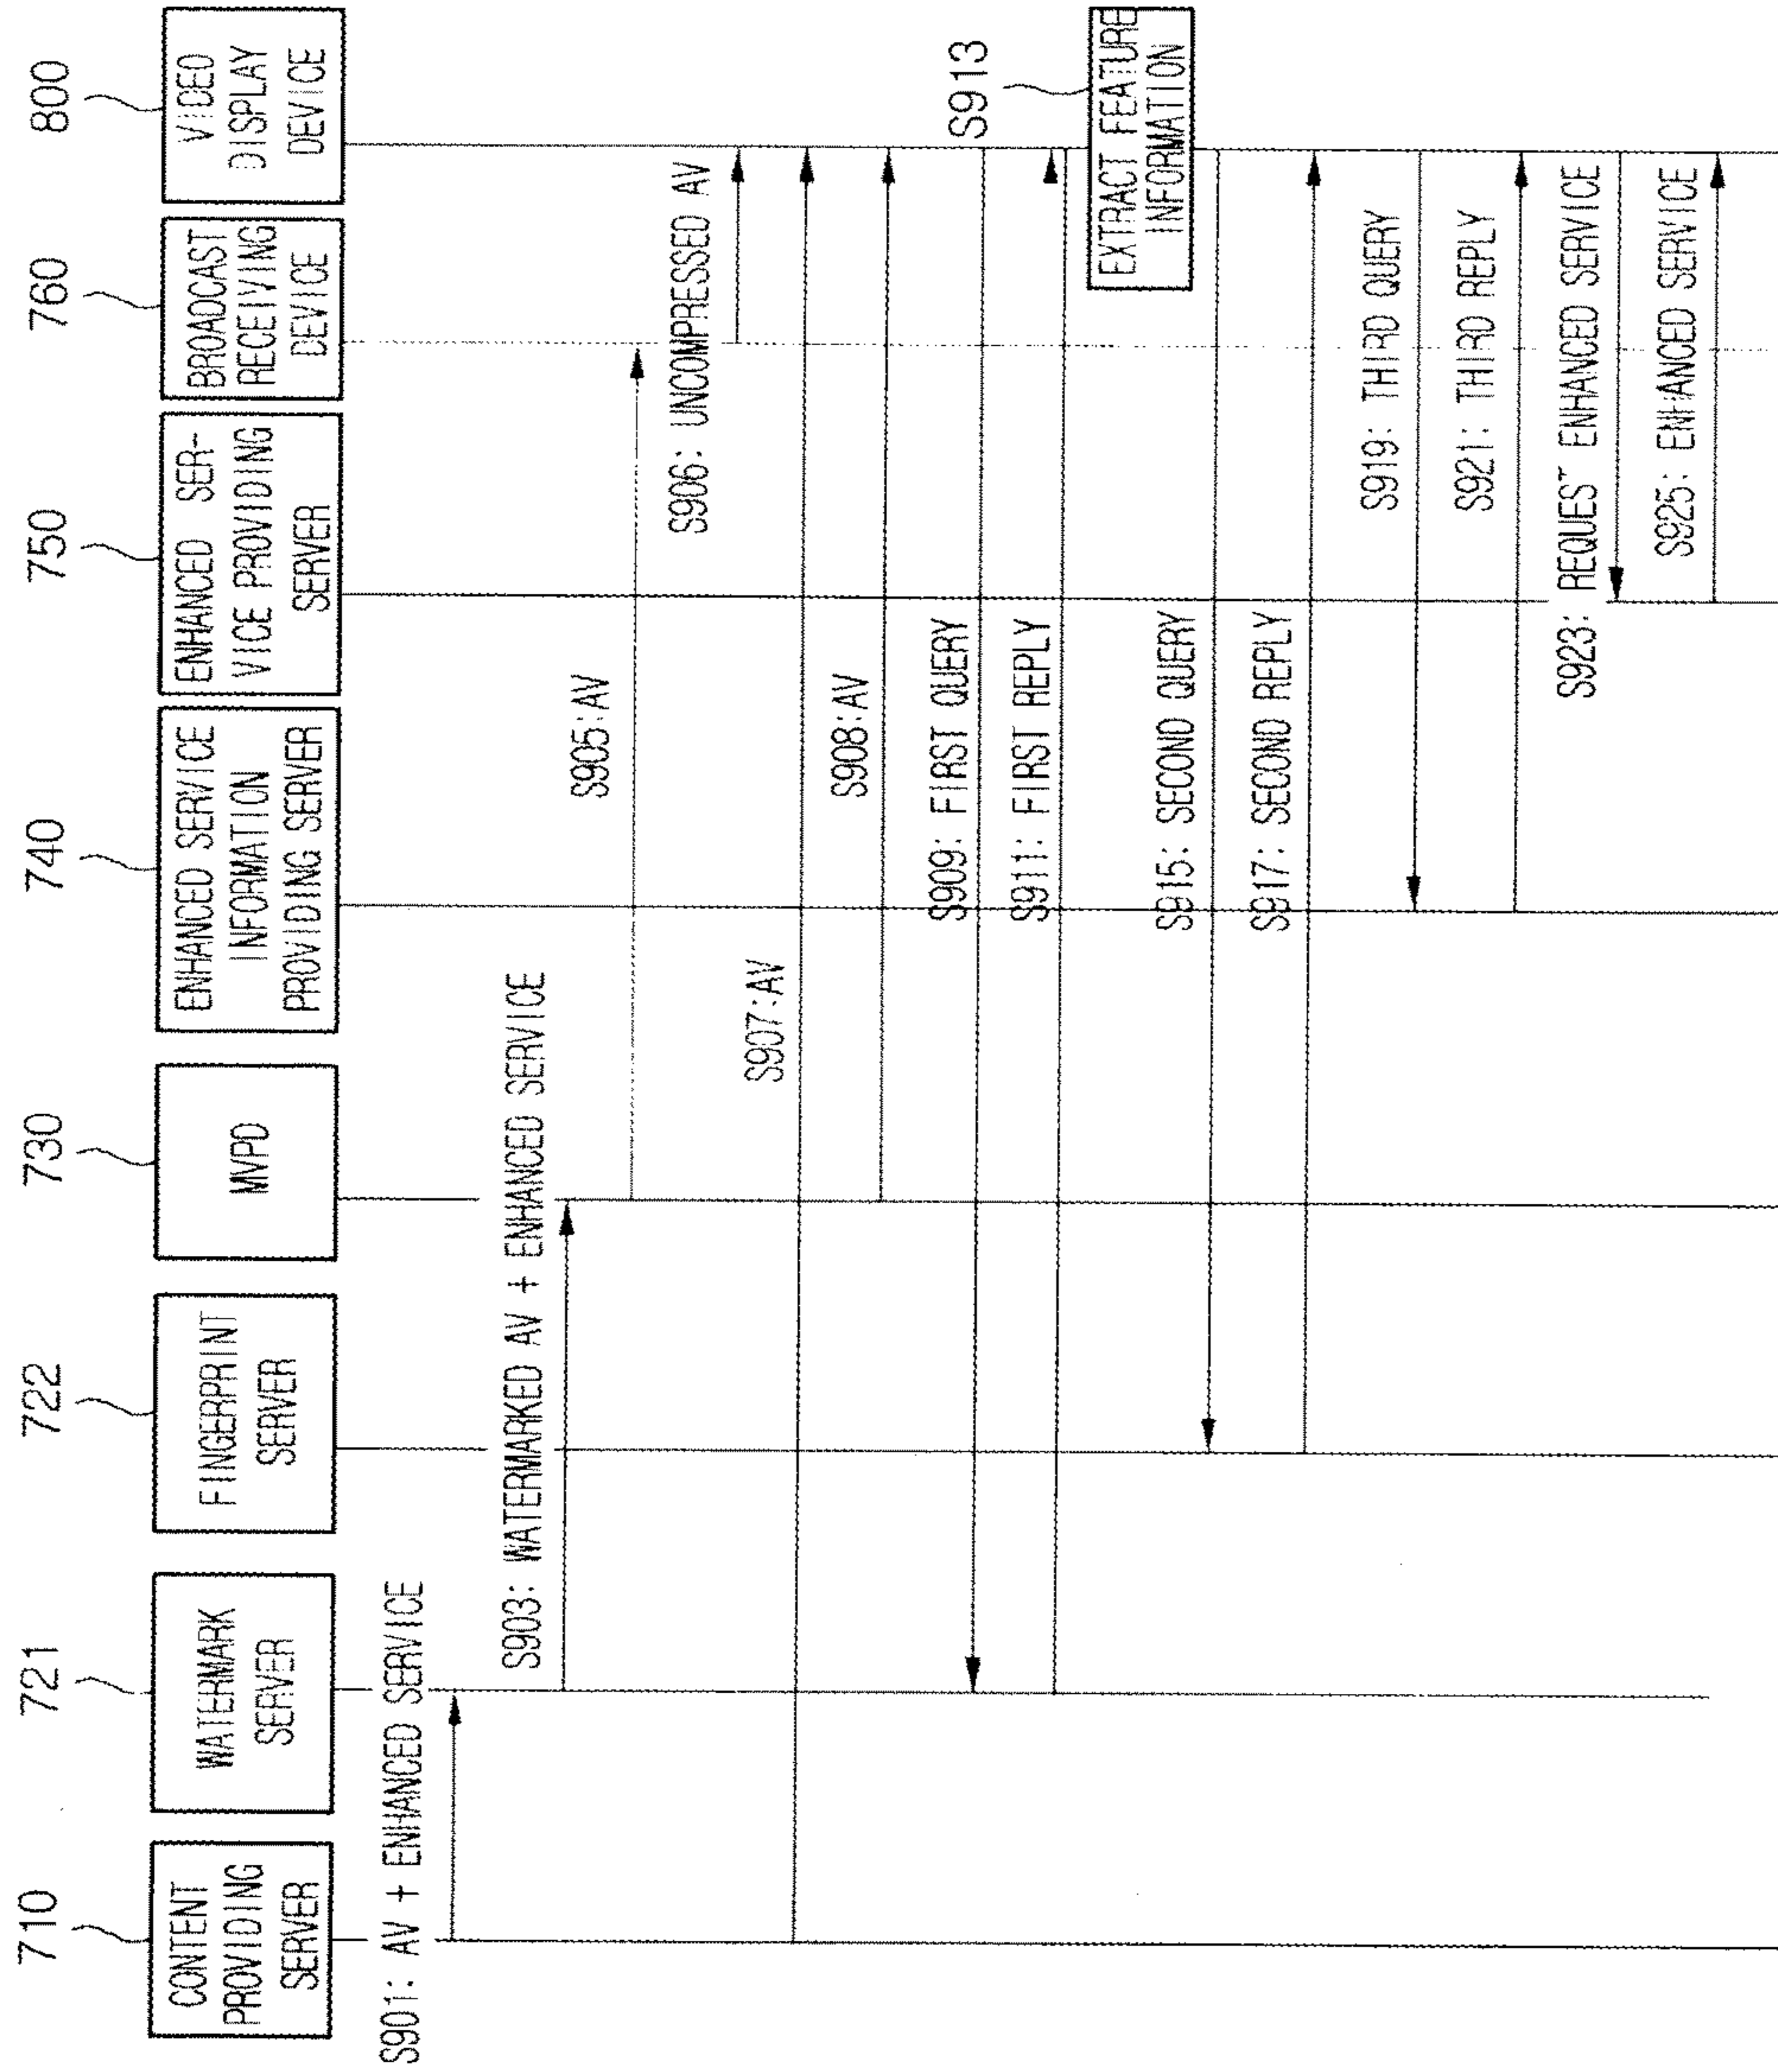 710
721
722
730
740
750
760
800
CONTENT
PROVIDING
SERVER
WATERMARK
SERVER
FINGERPRINT
SERVER
MVPD
ENHANCED SERVICE
INFORMATION
PROVIDING SERVER
ENHANCED SER-
VICE PROVIDING
SERVER
BROADCAST
RECEIVING
DEVICE
VIDEO
DISPLAY
DEVICE
S901: AV + ENHANCED SERVICE
S903: WATERMARKED AV + ENHANCED SERVICE
S905:AV
S906: UNCOMPRESSED AV
S907:AV
S908:AV
S909: FIRST QUERY
S911: FIRST REPLY
S913
EXTRACT FEATURE
INFORMATION
S915: SECOND QUERY
S917: SECOND REPLY
S919: THIRD QUERY
S921: THIRD REPLY
S923: REQUEST ENHANCED SERVICE
S925: ENHANCED SERVICE